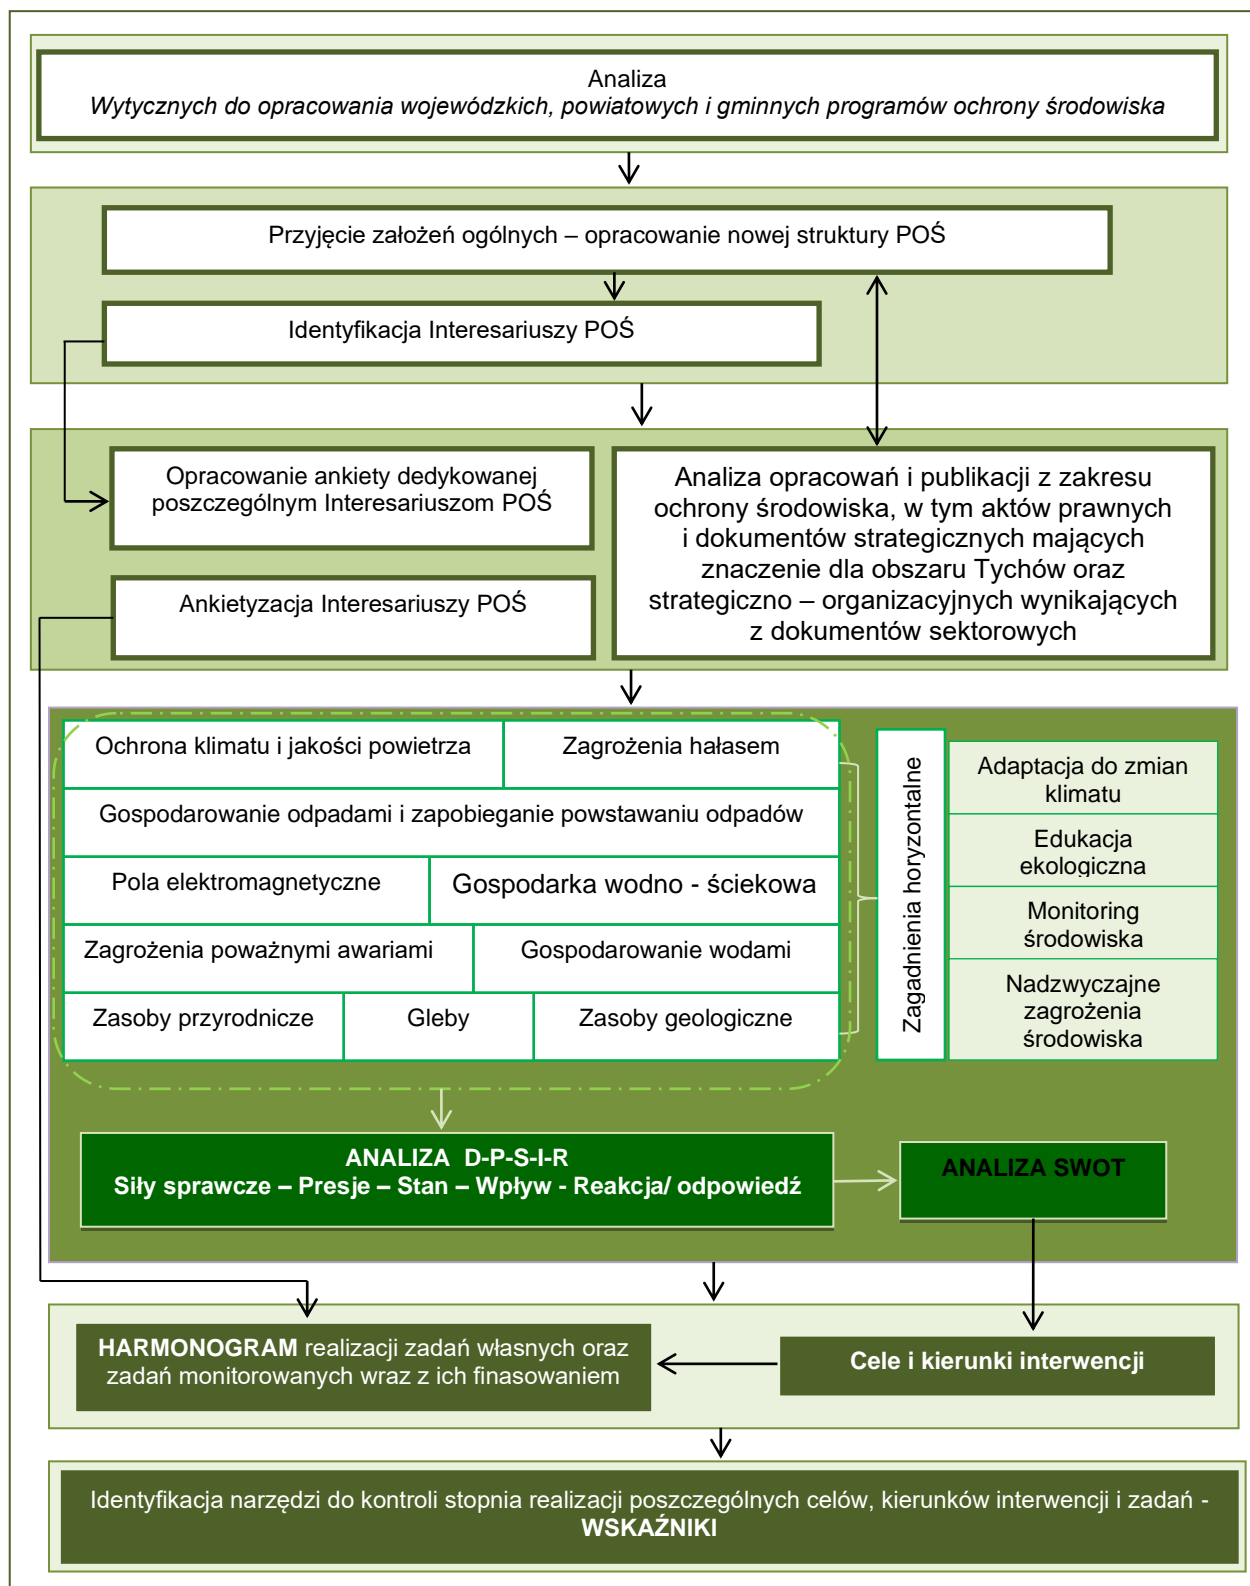 Analiza
Wytycznych do opracowania wojewódzkich, powiatowych i gminnych programów ochrony środowiska
Przyjęcie założeń ogólnych – opracowanie nowej struktury POŚ
Identyfikacja Interesariuszy POŚ
Opracowanie ankiety dedykowanej
poszczególnym Interesariuszom POŚ
Ankietyzacja Interesariuszy POŚ
Analiza opracowań i publikacji z zakresu
ochrony środowiska, w tym aktów prawnych
i dokumentów strategicznych mających
znaczenie dla obszaru Tychów oraz
strategiczno – organizacyjnych wynikających
z dokumentów sektorowych
Ochrona klimatu i jakości powietrza
Zagrożenia hałasem
Gospodarowanie odpadami i zapobieganie powstawaniu odpadów
Pola elektromagnetyczne
Gospodarka wodno - ściekowa
Zagrożenia poważnymi awariami
Gospodarowanie wodami
Zasoby przyrodnicze
Gleby
Zasoby geologiczne
Zagadnienia horyzontalne
Adaptacja do zmian
klimatu
Edukacja
ekologiczna
Monitoring
środowiska
Nadzwyczajne
zagrożenia
środowiska
ANALIZA D-P-S-I-R
Siły sprawcze – Presje – Stan – Wpływ - Reakcja/ odpowiedź
ANALIZA SWOT
HARMONOGRAM realizacji zadań własnych oraz
zadań monitorowanych wraz z ich finasowaniem
Cele i kierunki interwencji
Identyfikacja narzędzi do kontroli stopnia realizacji poszczególnych celów, kierunków interwencji i zadań -
WSKAŹNIKI